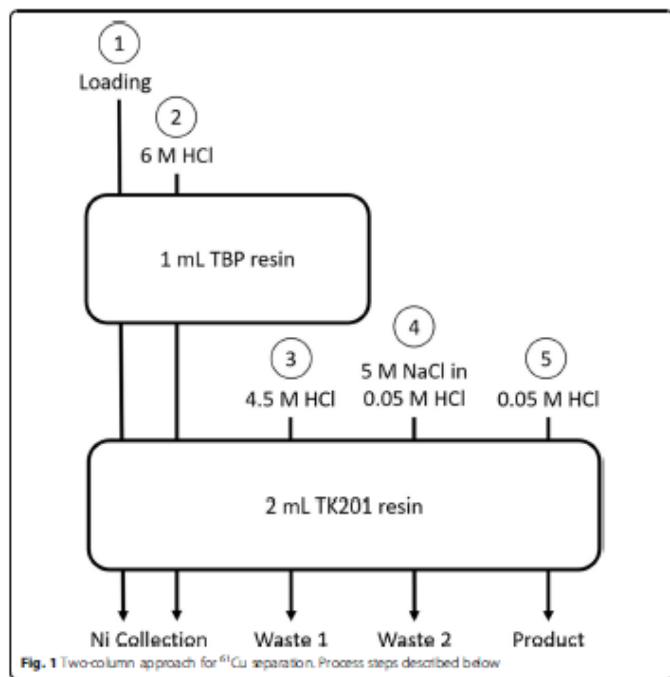 1
Loading
2
6 M HCl
1 mL TBP resin
3
4.5 M HCl
4
5 M NaCl in
0.05 M HCl
5
0.05 M HCl
2 mL TK201 resin
Ni Collection
Waste 1
Waste 2
Product
Fig. 1 Two-column approach for ⁶¹Cu separation. Process steps described below